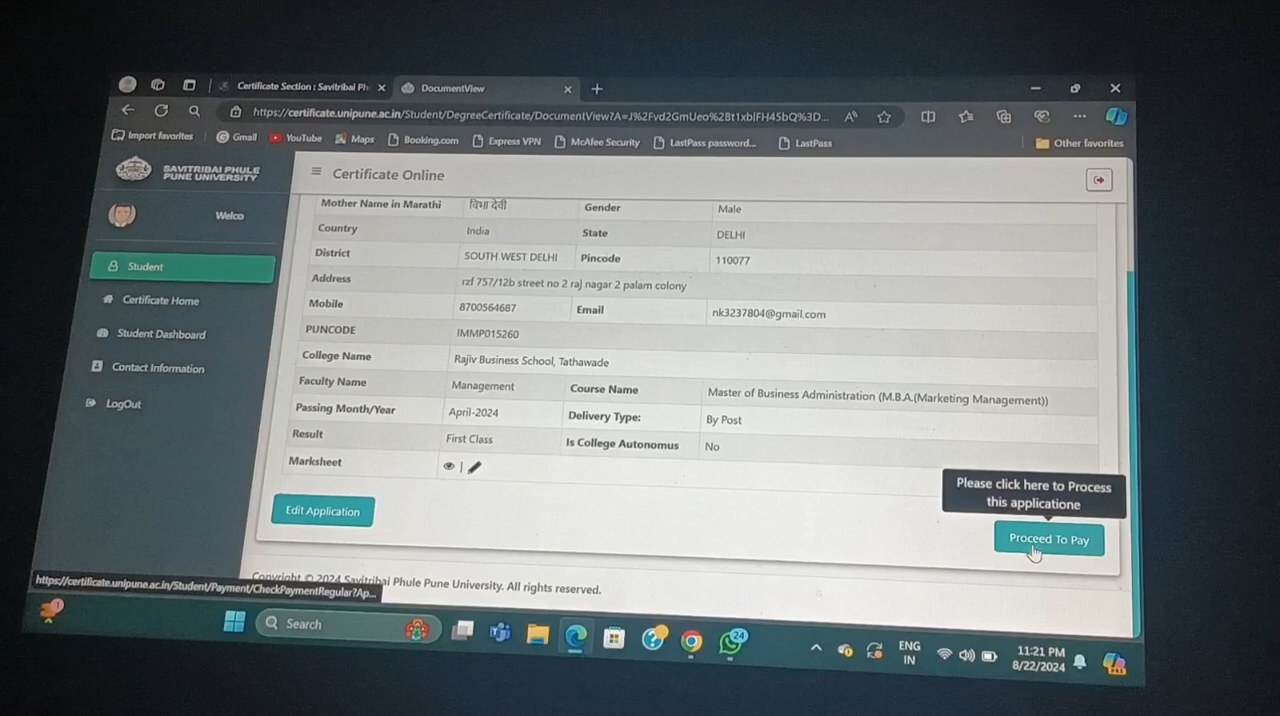 Certificate Section : Savitribai Ph
DocumentView
https://certificate.unipune.ac.in/Student/DegreeCertificate/DocumentView?A=J%2Fvd2GmUeo%2Bt1xbIFH45bQ%3D...
Import favorites
Gmail
YouTube
Maps
Booking.com
Express VPN
McAfee Security
LastPass password...
LastPass
Other favorites
SAVITRIBAI PHULE
PUNE UNIVERSITY
Certificate Online
Welco
Student
Certificate Home
Student Dashboard
Contact Information
LogOut
Mother Name in Marathi विभा देवी Gender Male
Country India State DELHI
District SOUTH WEST DELHI Pincode 110077
Address rzf 757/12b street no 2 raj nagar 2 palam colony
Mobile 8700564687 Email nk3237804@gmail.com
PUNCODE IMMP015260
College Name Rajiv Business School, Tathawade
Faculty Name Management Course Name Master of Business Administration (M.B.A.(Marketing Management))
Passing Month/Year April-2024 Delivery Type: By Post
Result First Class Is College Autonomus No
Marksheet |
Please click here to Process
this applicatione
Edit Application
Proceed To Pay
Copyright © 2024 Savitribai Phule Pune University. All rights reserved.
https://certificate.unipune.ac.in/Student/Payment/CheckPaymentRegular?Ap...
1
Search
24
ENG
IN
11:21 PM
8/22/2024